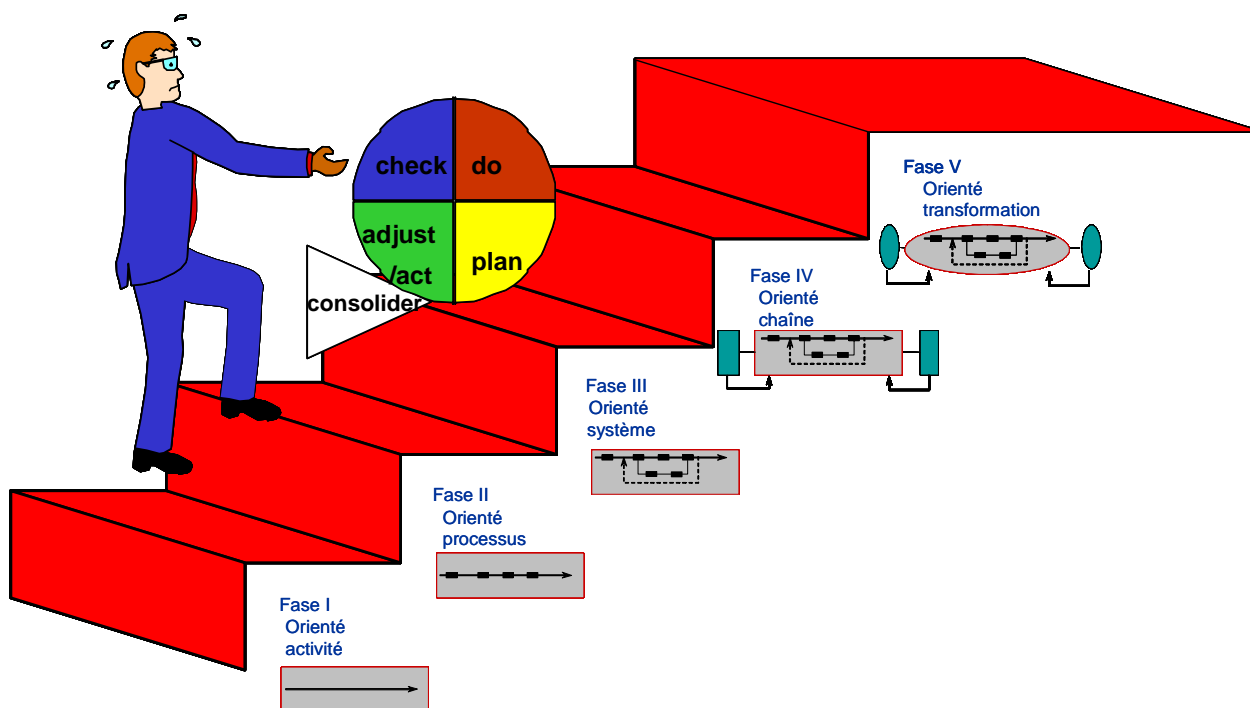 check
do
adjust
/act
plan
consolider
Fase V
Orienté
transformation
Fase IV
Orienté
chaîne
Fase III
Orienté
système
Fase II
Orienté
processus
Fase I
Orienté
activité